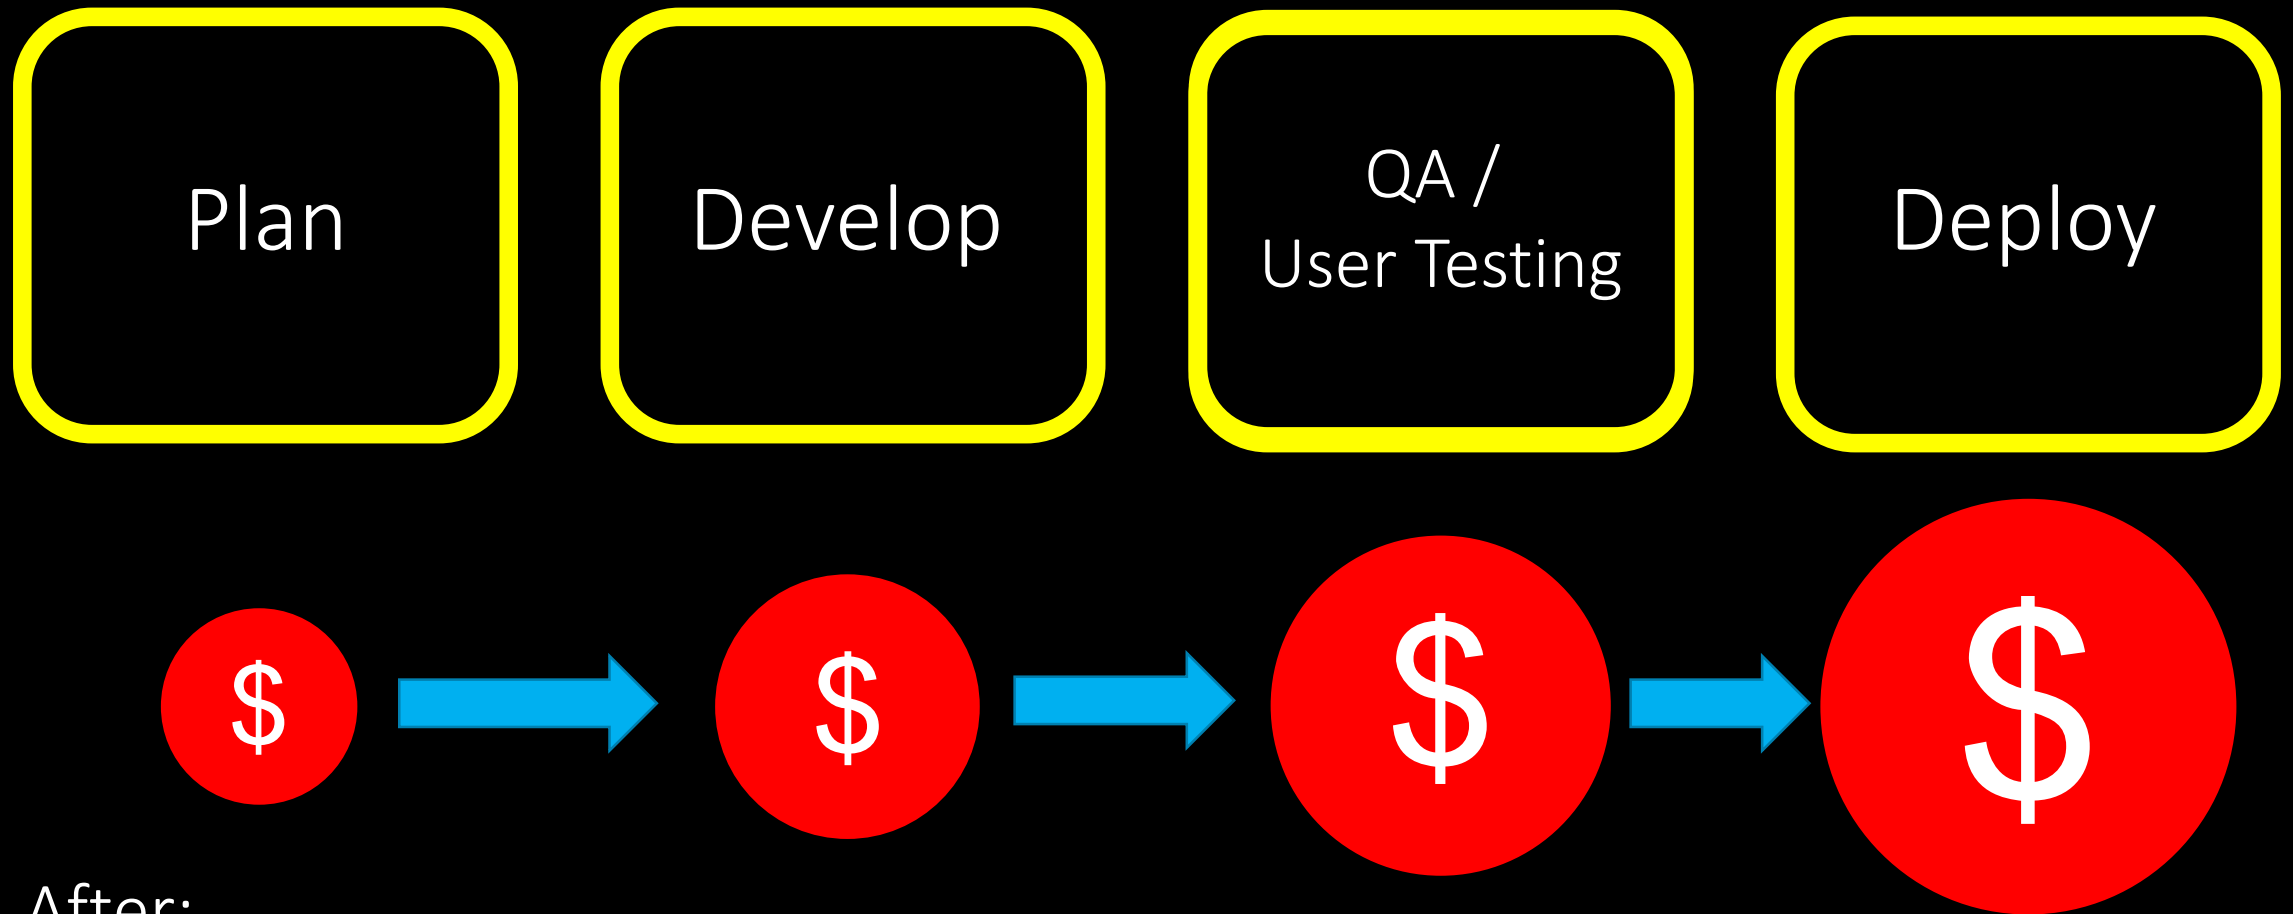 Plan
Develop
QA /
User Testing
Deploy
$
$
$
$
After: